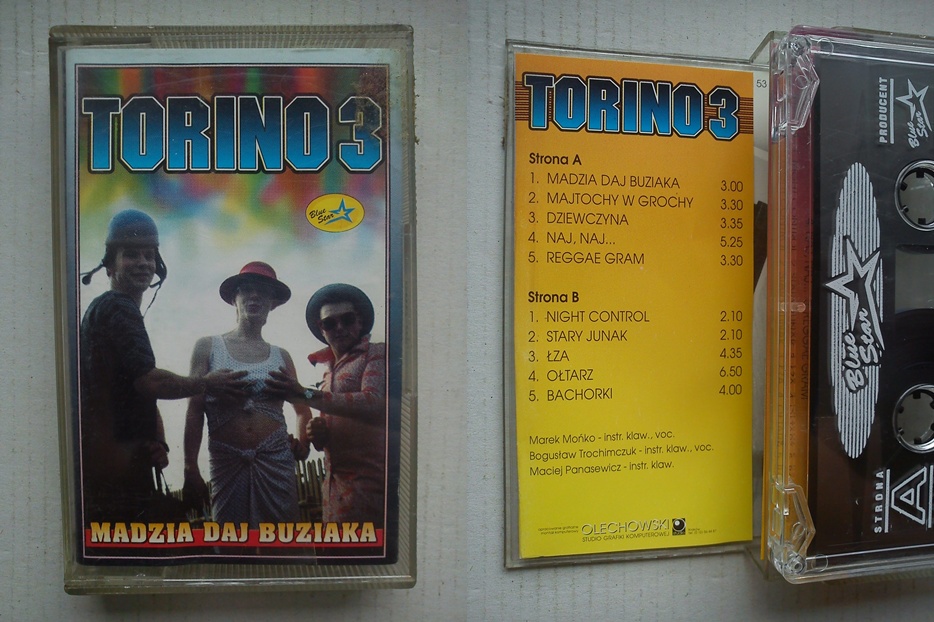 TORINO 3
Blue Star
MADZIA DAJ BUZIAKA
53
TORINO 3
Strona A
1. MADZIA DAJ BUZIAKA 3.00
2. MAJTOCHY W GROCHY 3.30
3. DZIEWCZYNA 3.35
4. NAJ, NAJ... 5.25
5. REGGAE GRAM 3.30
Strona B
1. NIGHT CONTROL 2.10
2. STARY JUNAK 2.10
3. ŁZA 4.35
4. OŁTARZ 6.50
5. BACHORKI 4.00
Marek Mońko - instr. klaw., voc.
Bogusław Trochimczuk - instr. klaw., voc.
Maciej Panasewicz - instr. klaw.
OLECHOWSKI
STUDIO GRAFIKI KOMPUTEROWEJ
PRODUCENT
Blue Star
Blue Star
STRONA A